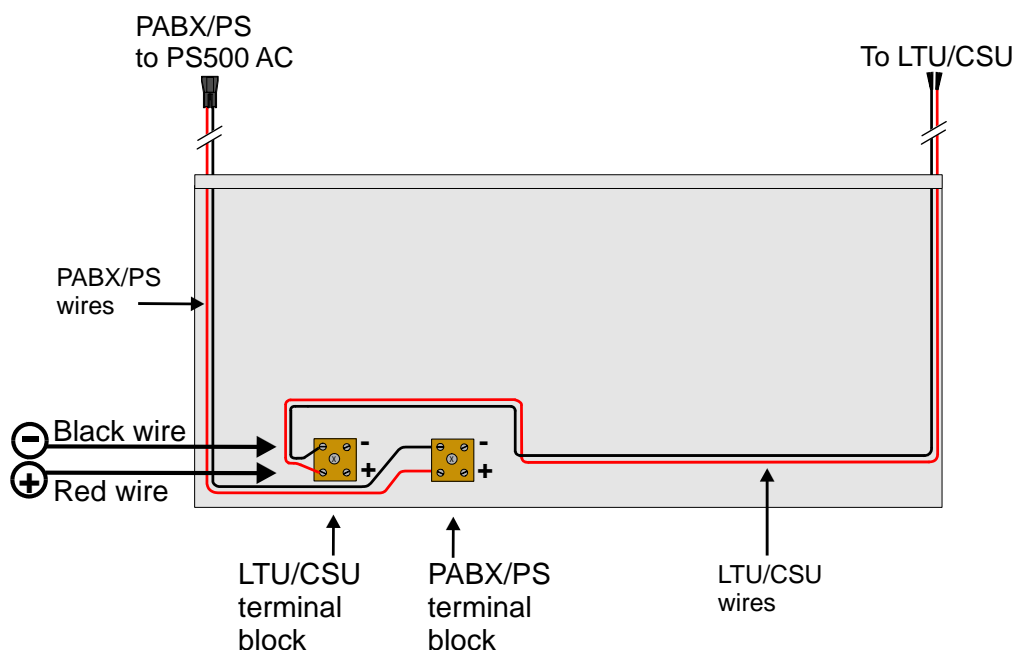 PABX/PS
to PS500 AC
To LTU/CSU
PABX/PS
wires
- Black wire
+ Red wire
-
+
-
+
LTU/CSU
terminal
block
PABX/PS
terminal
block
LTU/CSU
wires